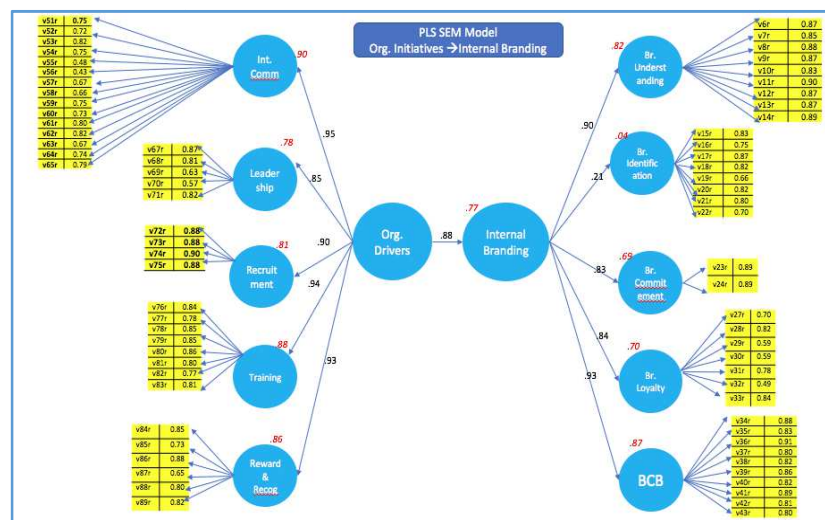 PLS SEM Model
Org. Initiatives →Internal Branding
v51r 0.75
v52r 0.72
v53r 0.82
v54r 0.75
v55r 0.48
v56r 0.43
v57r 0.67
v58r 0.66
v59r 0.75
v60r 0.73
v61r 0.80
v62r 0.82
v63r 0.67
v64r 0.74
v65r 0.79
Int.
Comm
.90
.95
v67r 0.87
v68r 0.81
v69r 0.63
v70r 0.57
v71r 0.82
Leader
ship
.78
.85
v72r 0.88
v73r 0.88
v74r 0.90
v75r 0.88
Recruit
ment
.81
.90
v76r 0.84
v77r 0.78
v78r 0.85
v79r 0.85
v80r 0.86
v81r 0.80
v82r 0.77
v83r 0.81
Training
.88
.94
v84r 0.85
v85r 0.73
v86r 0.88
v87r 0.65
v88r 0.80
v89r 0.82
Reward
&
Recog
.86
.93
Org.
Drivers
.88
.77
Internal
Branding
.90
.82
Br.
Underst
anding
v6r 0.87
v7r 0.85
v8r 0.88
v9r 0.87
v10r 0.83
v11r 0.90
v12r 0.87
v13r 0.87
v14r 0.89
.21
.04
Br.
Identific
ation
v15r 0.83
v16r 0.75
v17r 0.87
v18r 0.82
v19r 0.66
v20r 0.82
v21r 0.80
v22r 0.70
.83
.69
Br.
Commit
ement
v23r 0.89
v24r 0.89
.84
.70
Br.
Loyalty
v27r 0.70
v28r 0.82
v29r 0.59
v30r 0.59
v31r 0.78
v32r 0.49
v33r 0.84
.93
.87
BCB
v34r 0.88
v35r 0.83
v36r 0.91
v37r 0.80
v38r 0.82
v39r 0.86
v40r 0.82
v41r 0.89
v42r 0.81
v43r 0.80